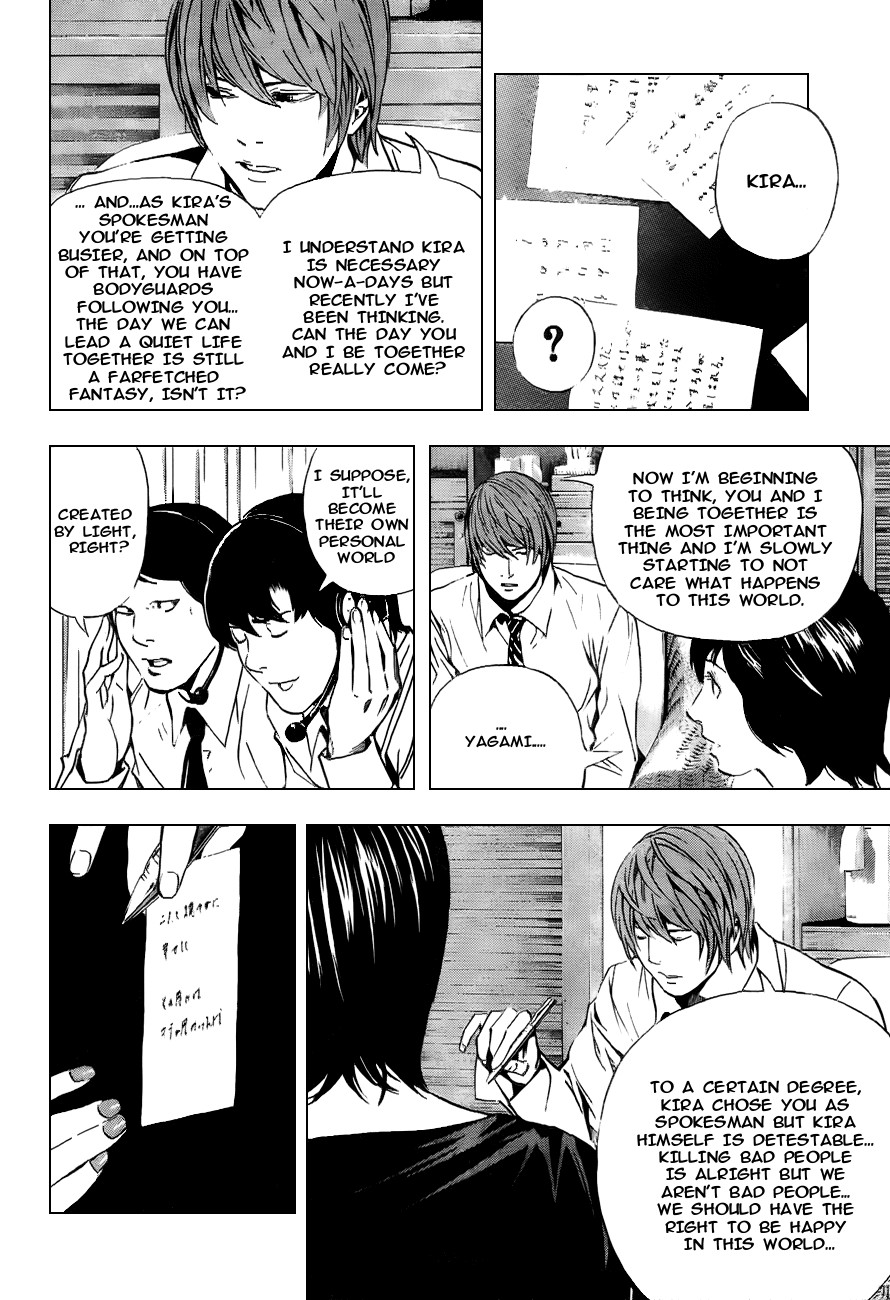 KIRA...
?
I UNDERSTAND KIRA
IS NECESSARY
NOW-A-DAYS BUT
RECENTLY I'VE
BEEN THINKING.
CAN THE DAY YOU
AND I BE TOGETHER
REALLY COME?
... AND...AS KIRA'S
SPOKESMAN
YOU'RE GETTING
BUSIER, AND ON TOP
OF THAT, YOU HAVE
BODYGUARDS
FOLLOWING YOU...
THE DAY WE CAN
LEAD A QUIET LIFE
TOGETHER IS STILL
A FARFETCHED
FANTASY, ISN'T IT?
NOW I'M BEGINNING
TO THINK, YOU AND I
BEING TOGETHER IS
THE MOST IMPORTANT
THING AND I'M SLOWLY
STARTING TO NOT
CARE WHAT HAPPENS
TO THIS WORLD.
....
YAGAMI.....
I SUPPOSE,
IT'LL
BECOME
THEIR OWN
PERSONAL
WORLD
CREATED
BY LIGHT,
RIGHT?
TO A CERTAIN DEGREE,
KIRA CHOSE YOU AS
SPOKESMAN BUT KIRA
HIMSELF IS DETESTABLE...
KILLING BAD PEOPLE
IS ALRIGHT BUT WE
AREN'T BAD PEOPLE...
WE SHOULD HAVE THE
RIGHT TO BE HAPPY
IN THIS WORLD...